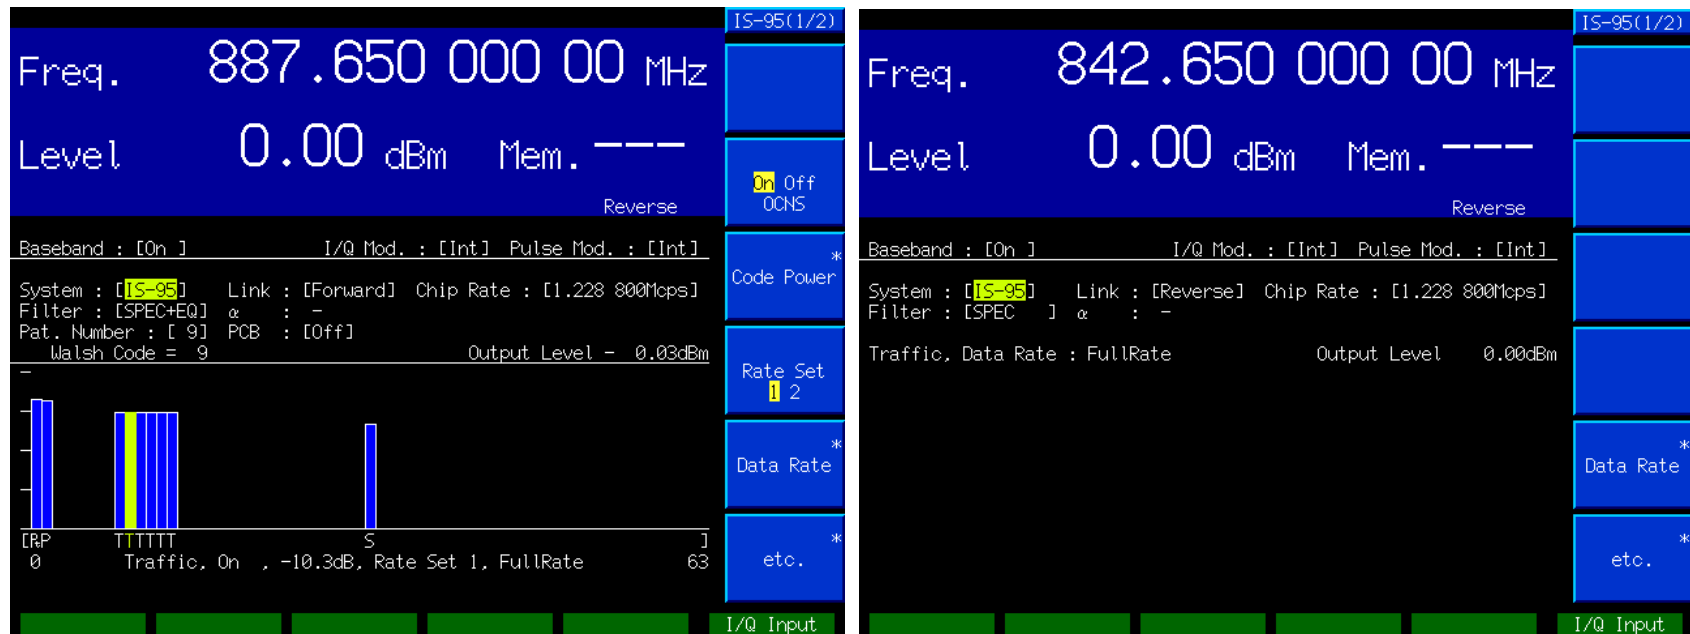 IS-95(1/2)
Freq. 887.650 000 00 MHz
Level 0.00 dBm Mem. ---
Reverse
On Off
OCNS
Baseband : [On ] I/Q Mod. : [Int] Pulse Mod. : [Int]
*
Code Power
System : [IS-95] Link : [Forward] Chip Rate : [1.228 800Mcps]
Filter : [SPEC+EQ] α : -
Pat. Number : [ 9] PCB : [Off]
Walsh Code = 9 Output Level - 0.03dBm
Rate Set
1 2
*
Data Rate
TTTTTT S ]
0 Traffic, On , -10.3dB, Rate Set 1, FullRate 63
*
etc.
I/Q Input
IS-95(1/2)
Freq. 842.650 000 00 MHz
Level 0.00 dBm Mem. ---
Reverse
Baseband : [On ] I/Q Mod. : [Int] Pulse Mod. : [Int]
System : [IS-95] Link : [Reverse] Chip Rate : [1.228 800Mcps]
Filter : [SPEC ] α : -
Traffic, Data Rate : FullRate Output Level 0.00dBm
*
Data Rate
*
etc.
I/Q Input